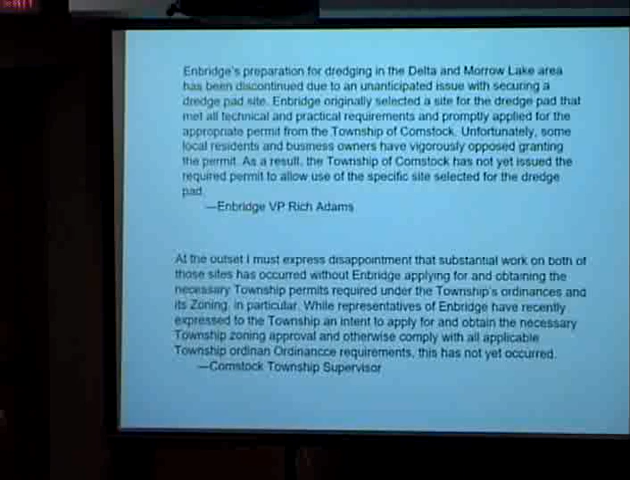 Enbridge's preparation for dredging in the Delta and Morrow Lake area
has been discontinued due to an unanticipated issue with securing a
dredge pad site. Enbridge originally selected a site for the dredge pad that
met all technical and practical requirements and promptly applied for the
appropriate permit from the Township of Comstock. Unfortunately, some
local residents and business owners have vigorously opposed granting
the permit. As a result, the Township of Comstock has not yet issued the
required permit to allow use of the specific site selected for the dredge
pad.
—Enbridge VP Rich Adams
At the outset I must express disappointment that substantial work on both of
those sites has occurred without Enbridge applying for and obtaining the
necessary Township permits required under the Township's ordinances and
its Zoning, in particular. While representatives of Enbridge have recently
expressed to the Township an intent to apply for and obtain the necessary
Township zoning approval and otherwise comply with all applicable
Township ordinan Ordinancce requirements, this has not yet occurred.
—Comstock Township Supervisor